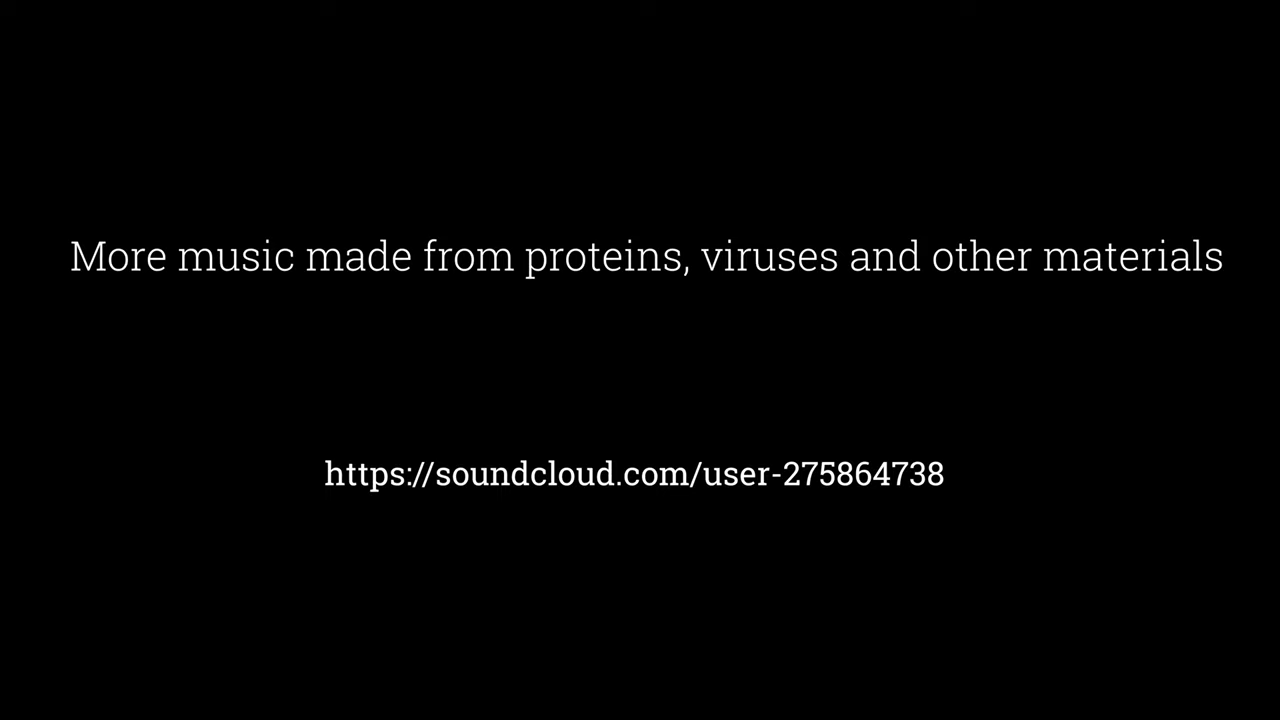 More music made from proteins, viruses and other materials
https://soundcloud.com/user-275864738